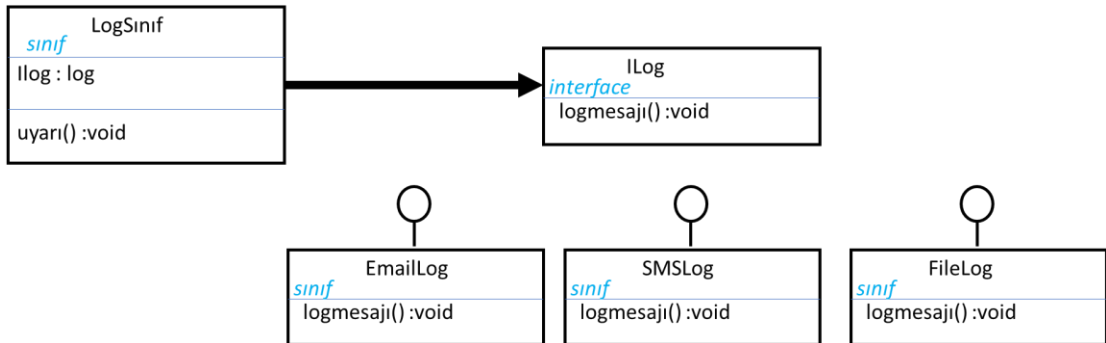 LogSınıf
sınıf
Ilog : log
uyarı() :void
ILog
interface
logmesajı() :void
EmailLog
sınıf
logmesajı() :void
SMSLog
sınıf
logmesajı() :void
FileLog
sınıf
logmesajı() :void